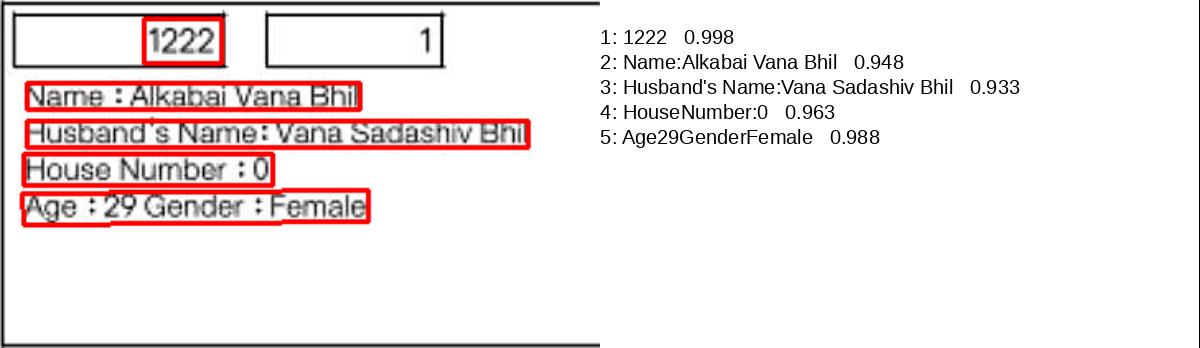 1222 1
Name : Alkabai Vana Bhil
Husband's Name: Vana Sadashiv Bhil
House Number : 0
Age : 29 Gender : Female
1: 1222 0.998
2: Name:Alkabai Vana Bhil 0.948
3: Husband's Name:Vana Sadashiv Bhil 0.933
4: HouseNumber:0 0.963
5: Age29GenderFemale 0.988